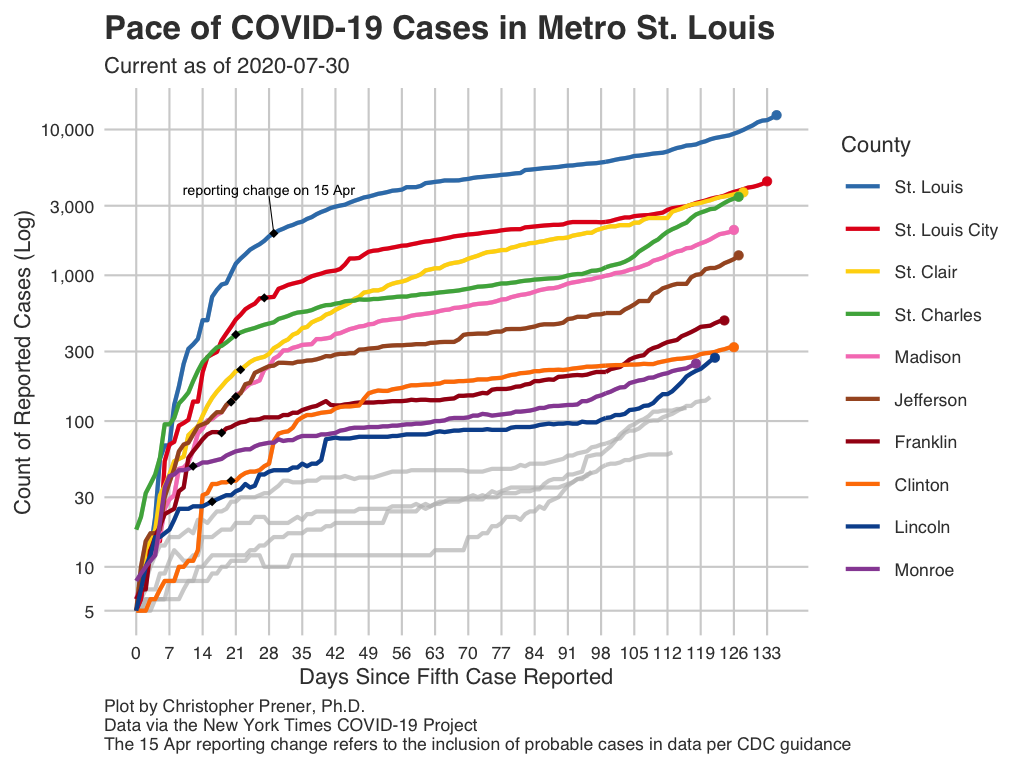 Pace of COVID-19 Cases in Metro St. Louis
Current as of 2020-07-30
Count of Reported Cases (Log)
10,000
3,000
1,000
300
100
30
10
5
reporting change on 15 Apr
0 7 14 21 28 35 42 49 56 63 70 77 84 91 98 105 112 119 126 133
Days Since Fifth Case Reported
County
St. Louis
St. Louis City
St. Clair
St. Charles
Madison
Jefferson
Franklin
Clinton
Lincoln
Monroe
Plot by Christopher Prener, Ph.D.
Data via the New York Times COVID-19 Project
The 15 Apr reporting change refers to the inclusion of probable cases in data per CDC guidance